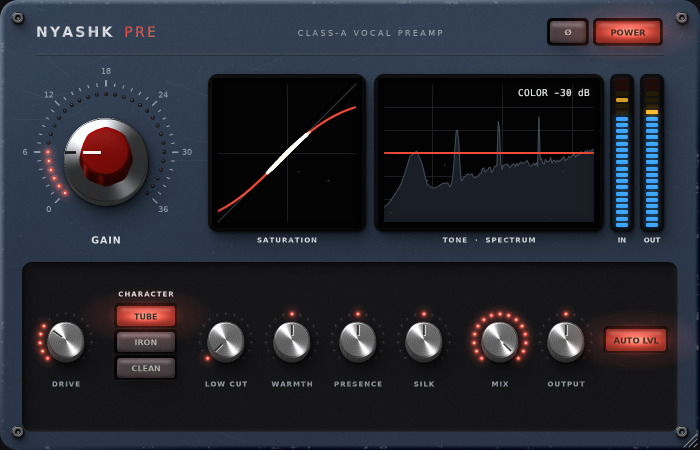 NYASHK PRE
CLASS-A VOCAL PREAMP
Ø
POWER
18
12
24
6
30
0
36
GAIN
COLOR -30 dB
SATURATION
TONE · SPECTRUM
IN
OUT
CHARACTER
TUBE
IRON
CLEAN
DRIVE
LOW CUT
WARMTH
PRESENCE
SILK
MIX
OUTPUT
AUTO LVL